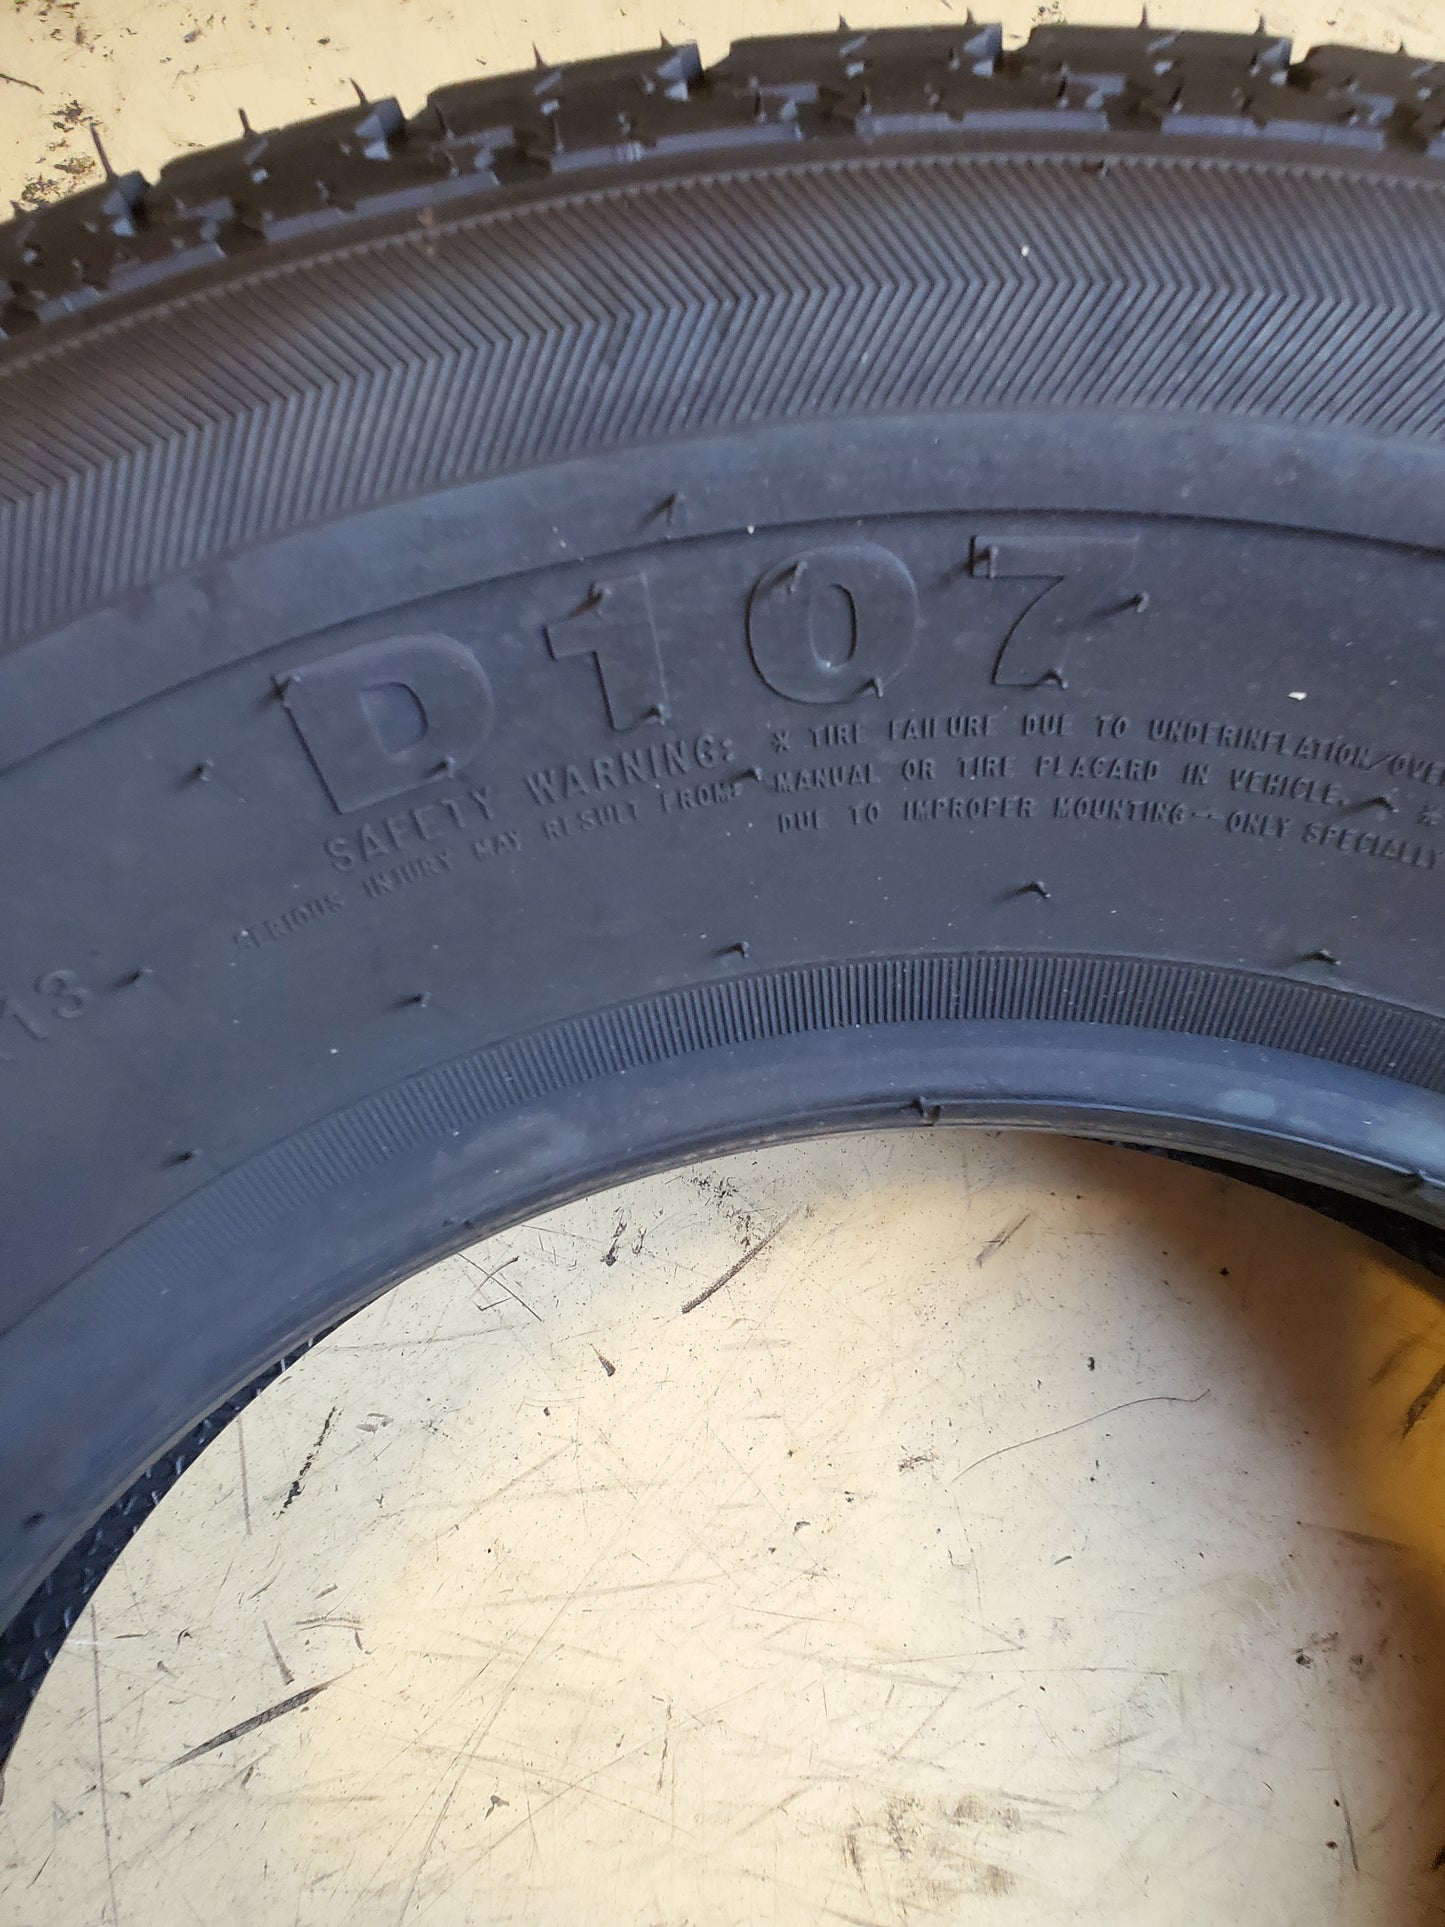 D107
SAFETY WARNING:
SERIOUS INJURY MAY RESULT FROM:
* TIRE FAILURE DUE TO UNDERINFLATION/OVE
MANUAL OR TIRE PLACARD IN VEHICLE. *
DUE TO IMPROPER MOUNTING-- ONLY SPECIALLY
13